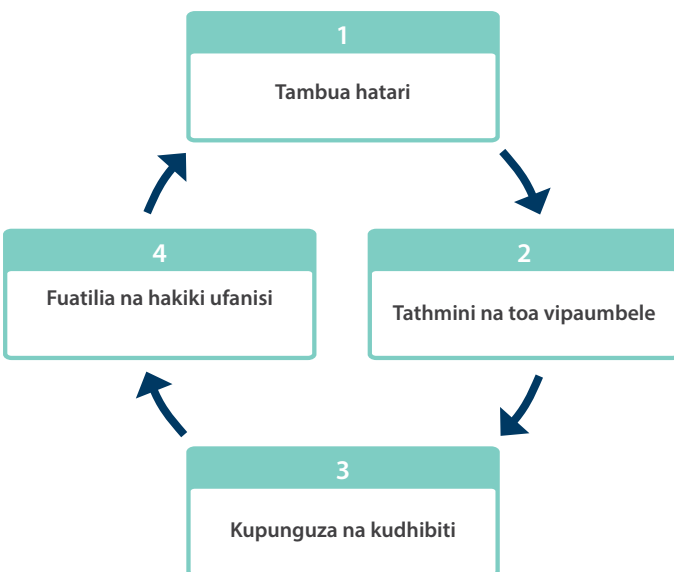 1
Tambua hatari
2
Tathmini na toa vipaumbele
3
Kupunguza na kudhibiti
4
Fuatilia na hakiki ufanisi